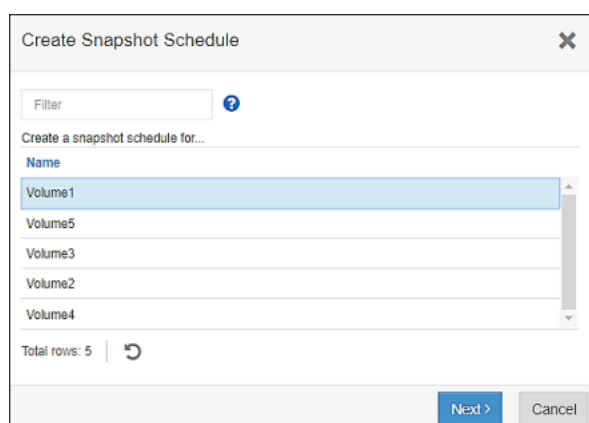 Create Snapshot Schedule
Filter
Create a snapshot schedule for...
Name
Volume1
Volume5
Volume3
Volume2
Volume4
Total rows: 5
Next > Cancel